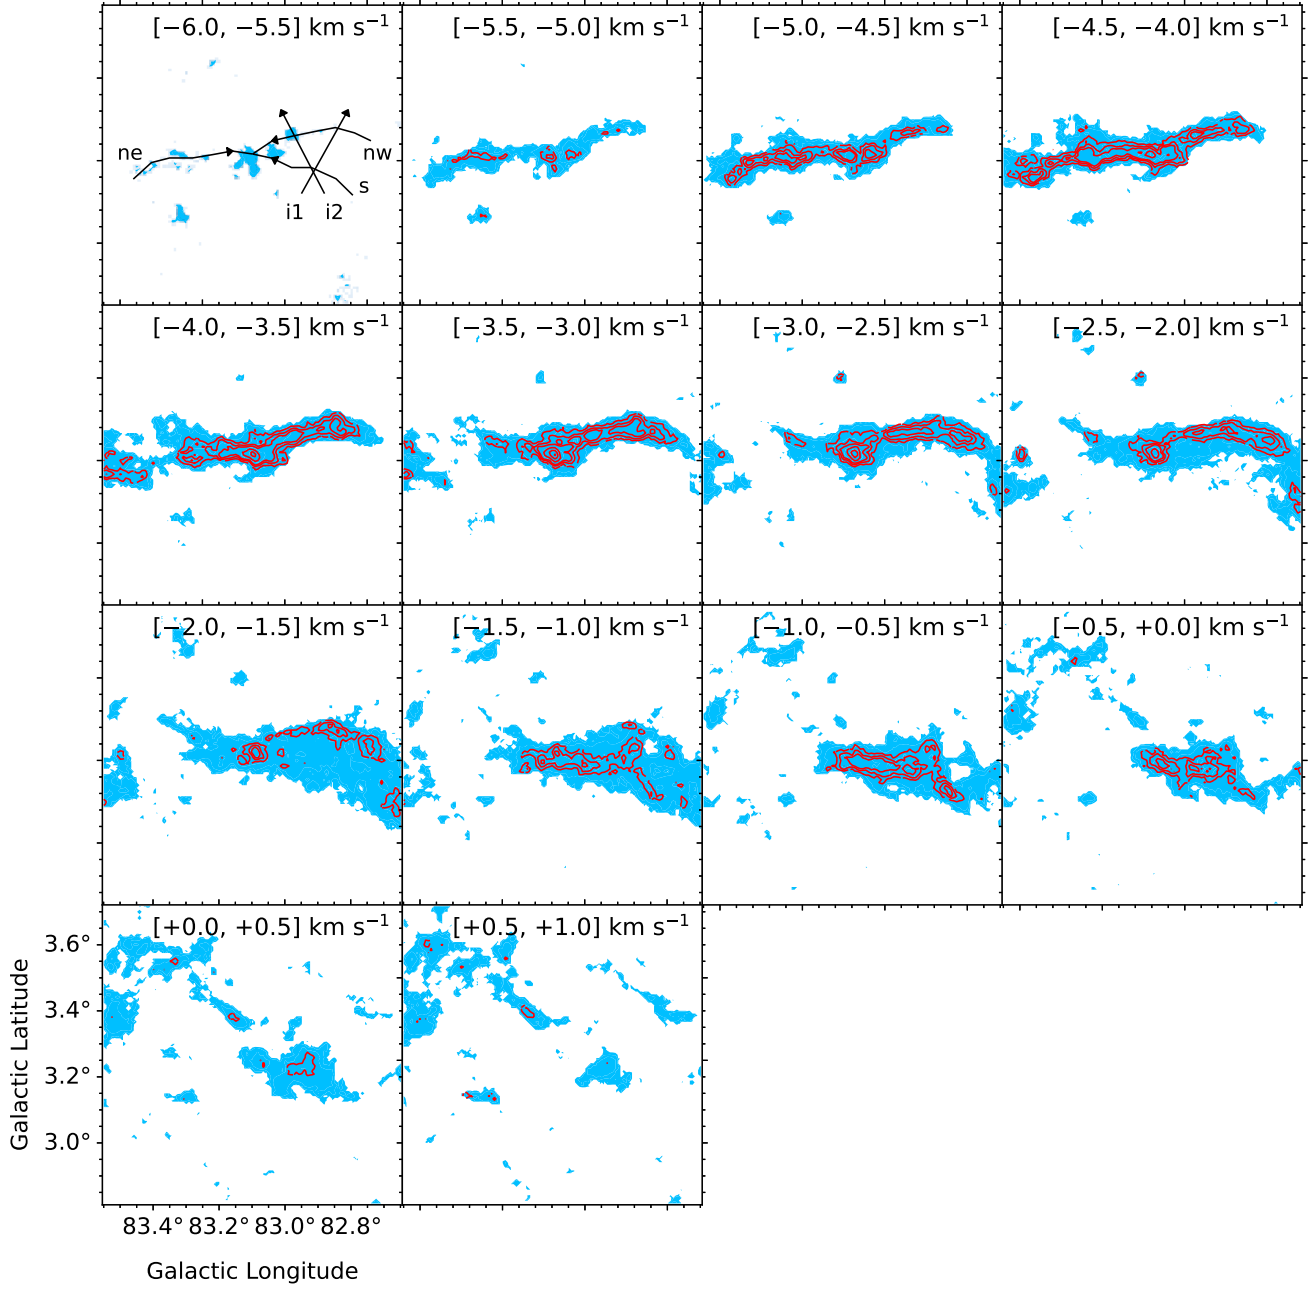 [−6.0, −5.5] km s⁻¹
[−5.5, −5.0] km s⁻¹
[−5.0, −4.5] km s⁻¹
[−4.5, −4.0] km s⁻¹
ne
nw
s
i1
i2
[−4.0, −3.5] km s⁻¹
[−3.5, −3.0] km s⁻¹
[−3.0, −2.5] km s⁻¹
[−2.5, −2.0] km s⁻¹
[−2.0, −1.5] km s⁻¹
[−1.5, −1.0] km s⁻¹
[−1.0, −0.5] km s⁻¹
[−0.5, +0.0] km s⁻¹
[+0.0, +0.5] km s⁻¹
[+0.5, +1.0] km s⁻¹
3.6°
3.4°
3.2°
3.0°
Galactic Latitude
83.4° 83.2° 83.0° 82.8°
Galactic Longitude